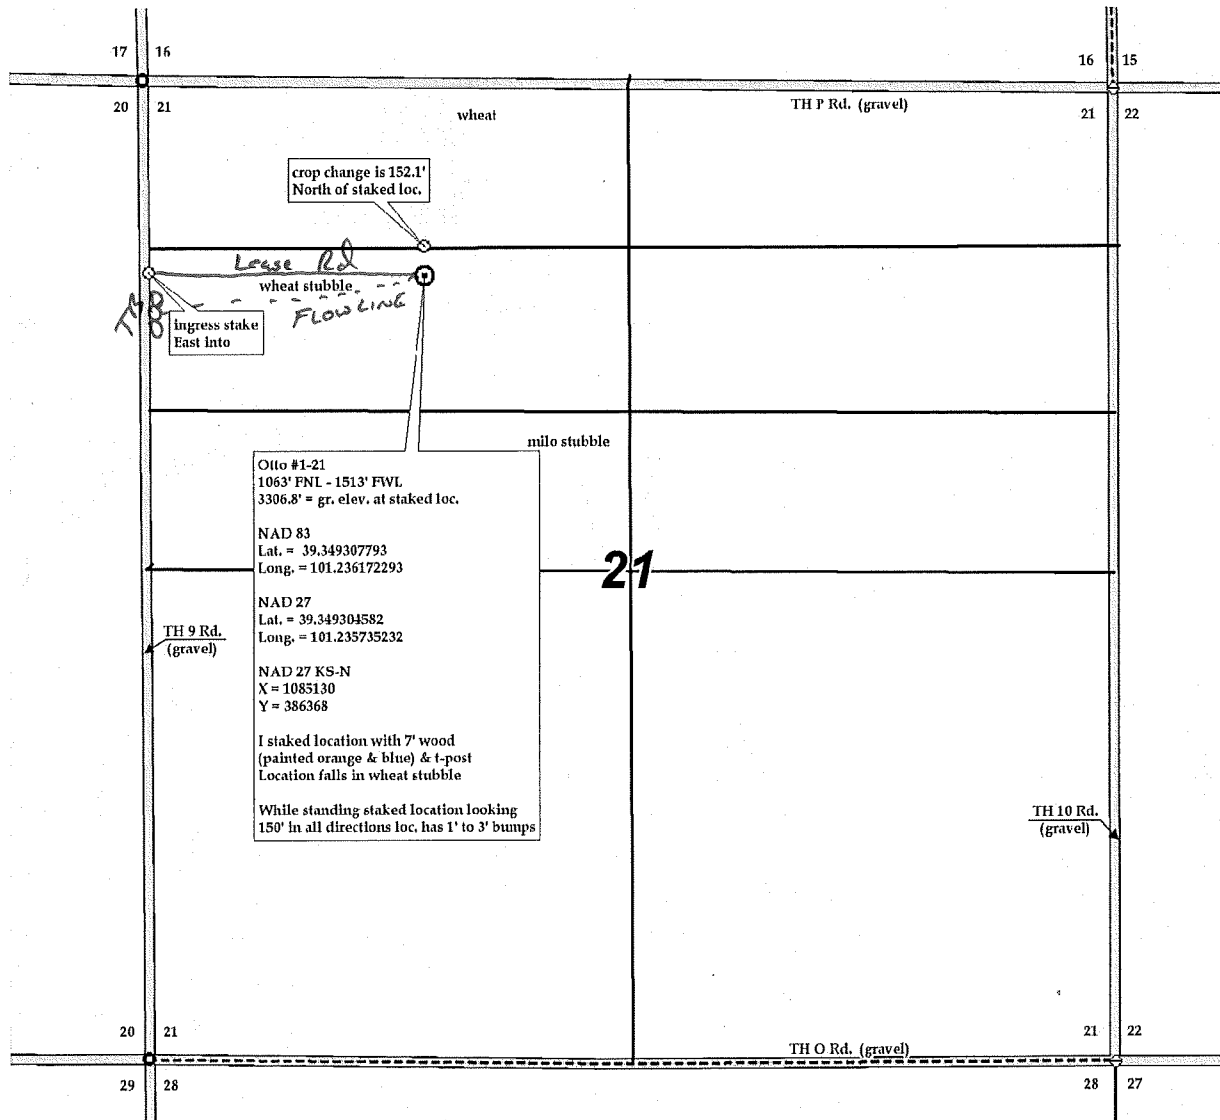 17 16
16 15
20 21
TH P Rd. (gravel)
21 22
wheat
crop change is 152.1'
North of staked loc.
Lease Rd
wheat stubble
FLOWLINE
TB
ingress stake
East into
milo stubble
Otto #1-21
1063' FNL - 1513' FWL
3306.8' = gr. elev. at staked loc.
NAD 83
Lat. = 39.349307793
Long. = 101.236172293
NAD 27
Lat. = 39.349304582
Long. = 101.235735232
NAD 27 KS-N
X = 1085130
Y = 386368
I staked location with 7' wood
(painted orange & blue) & t-post
Location falls in wheat stubble
While standing staked location looking
150' in all directions loc. has 1' to 3' bumps
21
TH 9 Rd.
(gravel)
TH 10 Rd.
(gravel)
20 21
21 22
TH O Rd. (gravel)
29 28
28 27